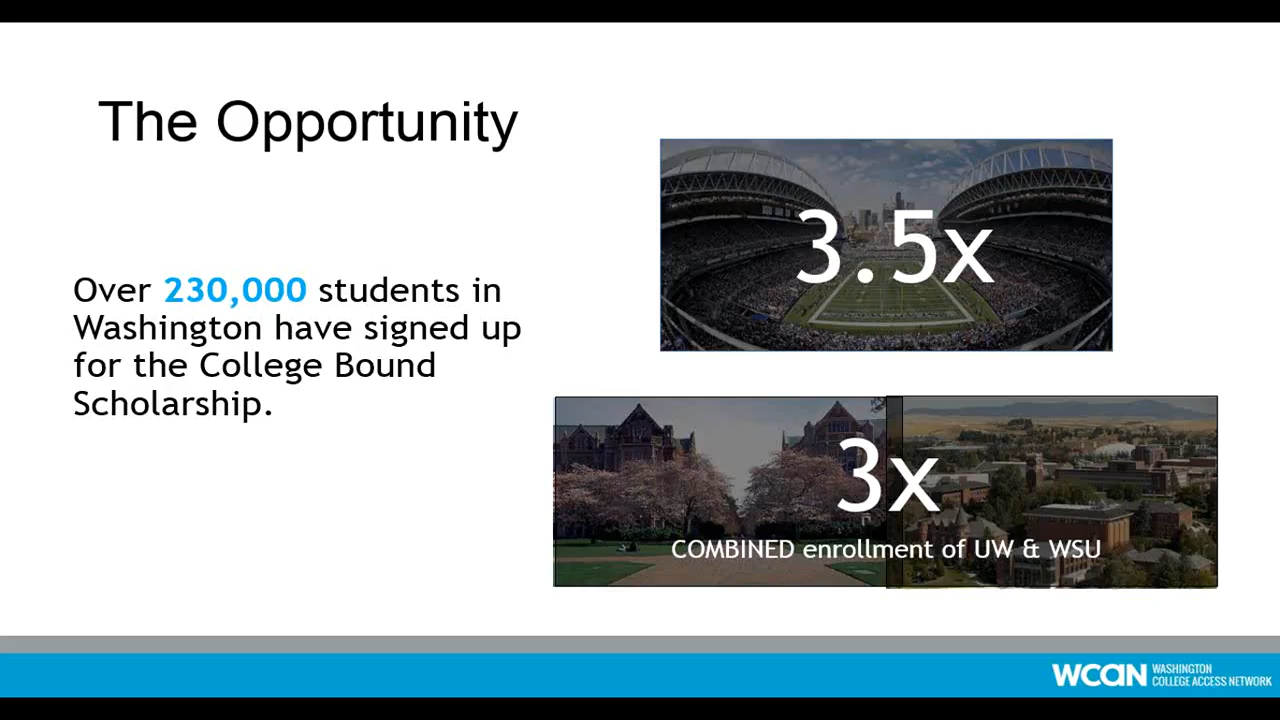 The Opportunity
Over 230,000 students in
Washington have signed up
for the College Bound
Scholarship.
3.5x
3x
COMBINED enrollment of UW & WSU
WCAN WASHINGTON
COLLEGE ACCESS NETWORK